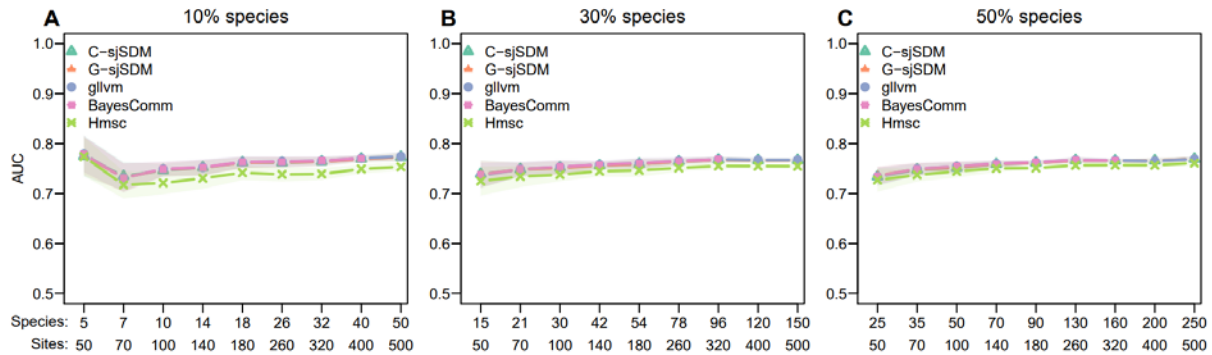 A 10% species
1.0
0.9
0.8
0.7
0.6
0.5
AUC
C-sjSDM
G-sjSDM
gllvm
BayesComm
Hmsc
Species: 5 7 10 14 18 26 32 40 50
Sites: 50 70 100 140 180 260 320 400 500
B 30% species
1.0
0.9
0.8
0.7
0.6
0.5
C-sjSDM
G-sjSDM
gllvm
BayesComm
Hmsc
15 21 30 42 54 78 96 120 150
50 70 100 140 180 260 320 400 500
C 50% species
1.0
0.9
0.8
0.7
0.6
0.5
C-sjSDM
G-sjSDM
gllvm
BayesComm
Hmsc
25 35 50 70 90 130 160 200 250
50 70 100 140 180 260 320 400 500